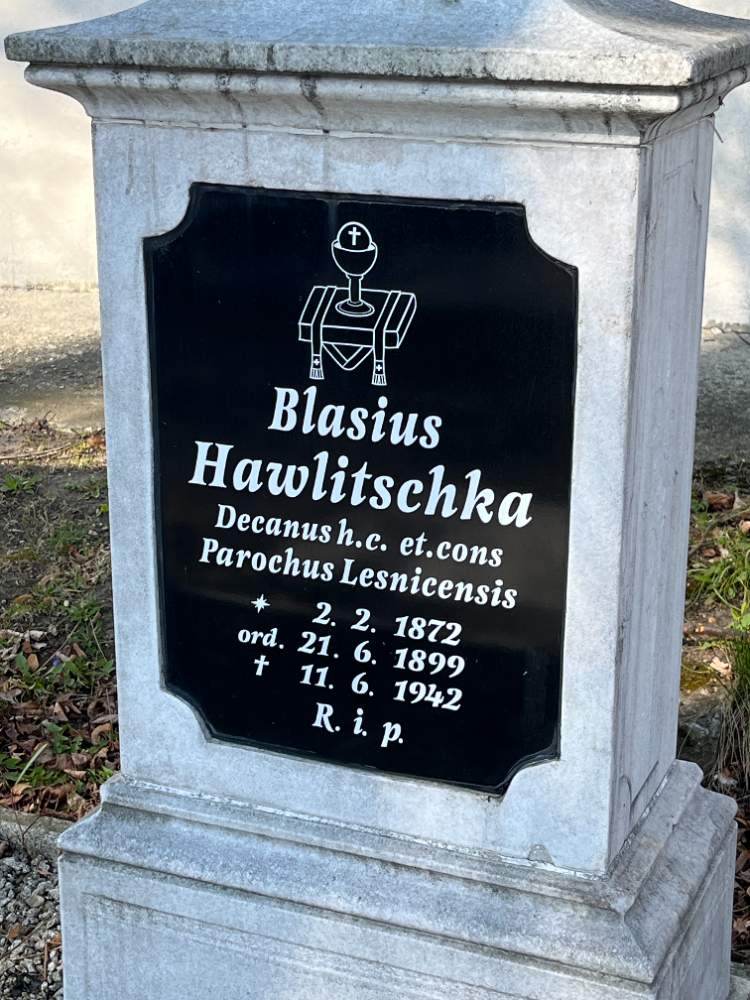 Blasius
Hawlitschka
Decanus h.c. et.cons
Parochus Lesnicensis
* 2. 2. 1872
ord. 21. 6. 1899
† 11. 6. 1942
R. i. p.